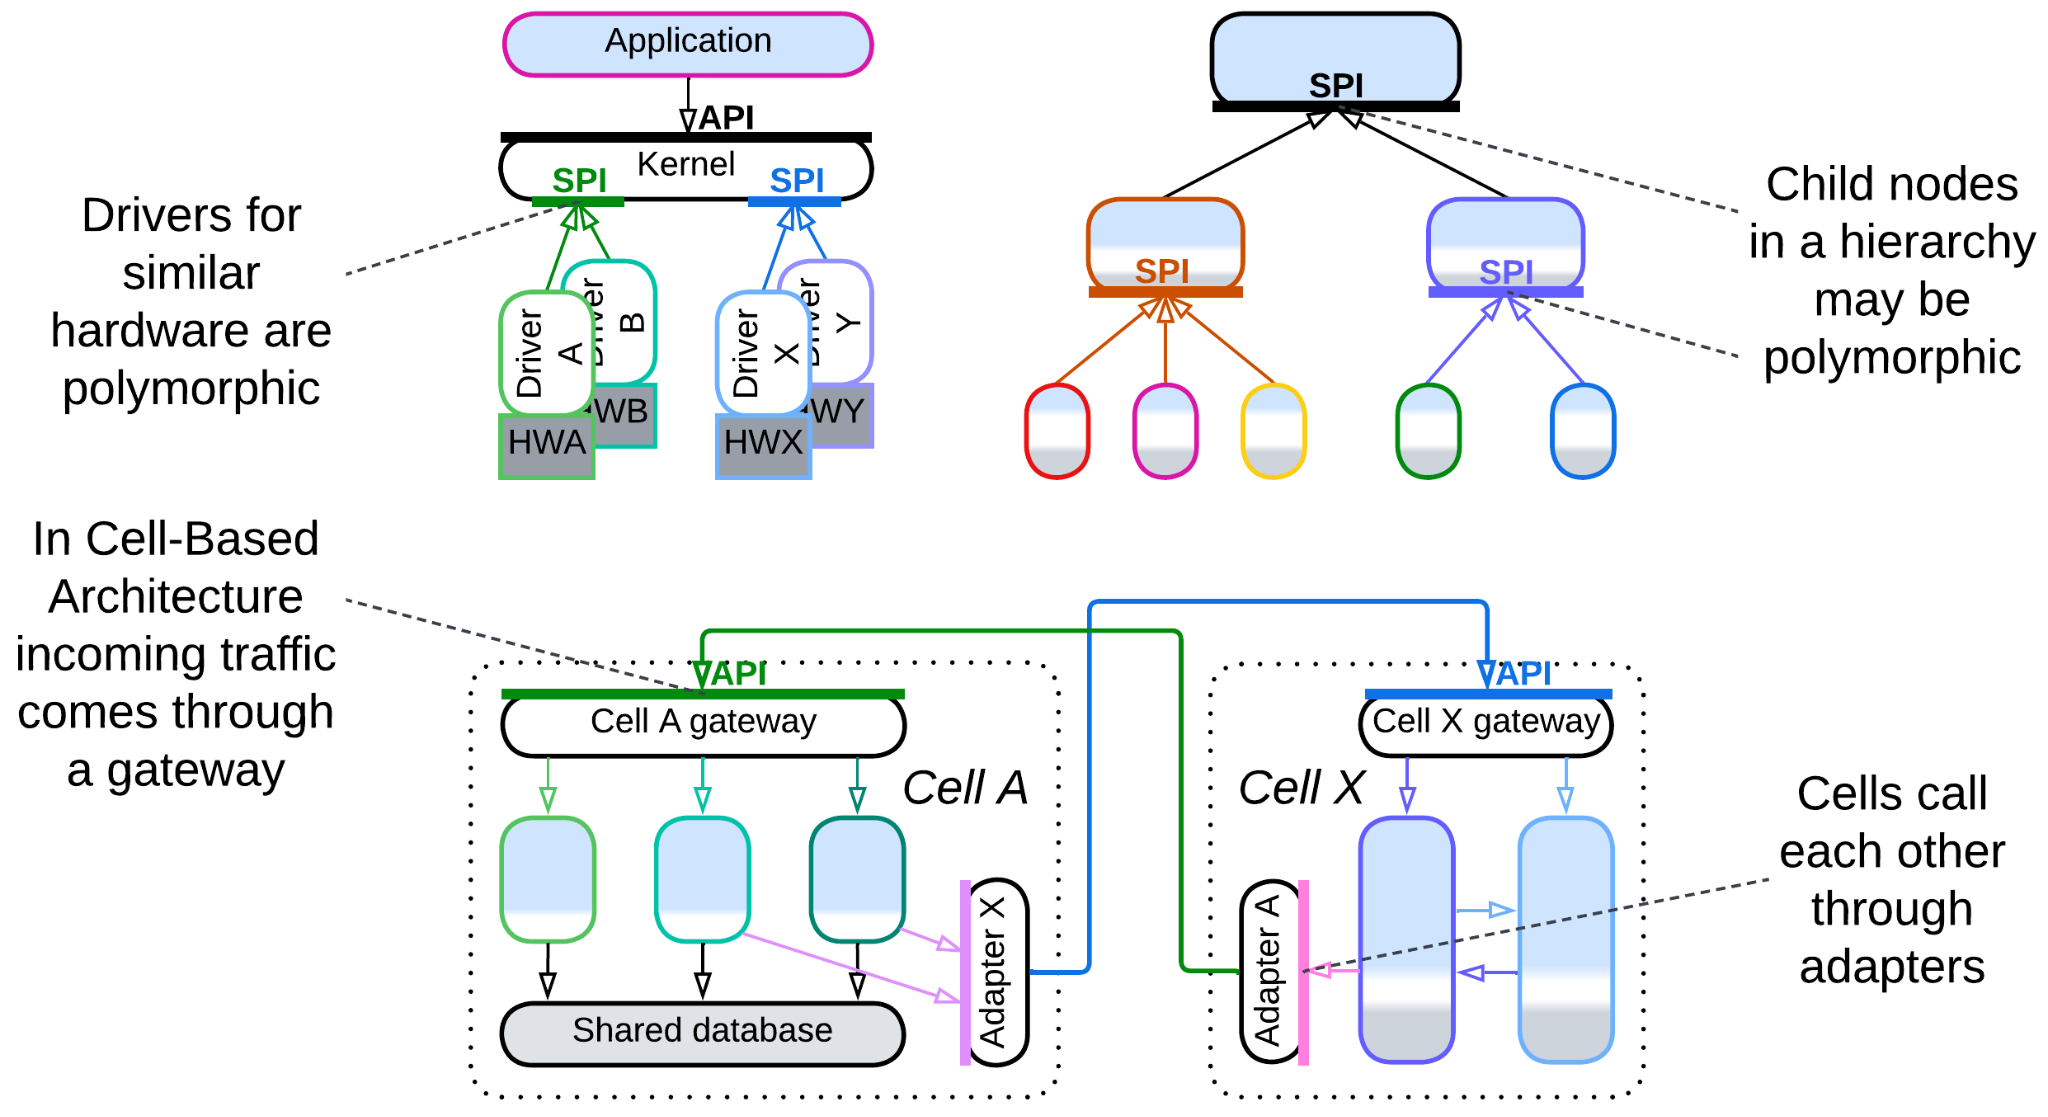 Application
API
Kernel
SPI
SPI
Driver
A
Driver
B
Driver
X
Driver
Y
HWA
HWB
HWX
HWY
Drivers for
similar
hardware are
polymorphic
SPI
SPI
SPI
Child nodes
in a hierarchy
may be
polymorphic
In Cell-Based
Architecture
incoming traffic
comes through
a gateway
API
Cell A gateway
Cell A
Adapter X
Shared database
API
Cell X gateway
Cell X
Adapter A
Cells call
each other
through
adapters